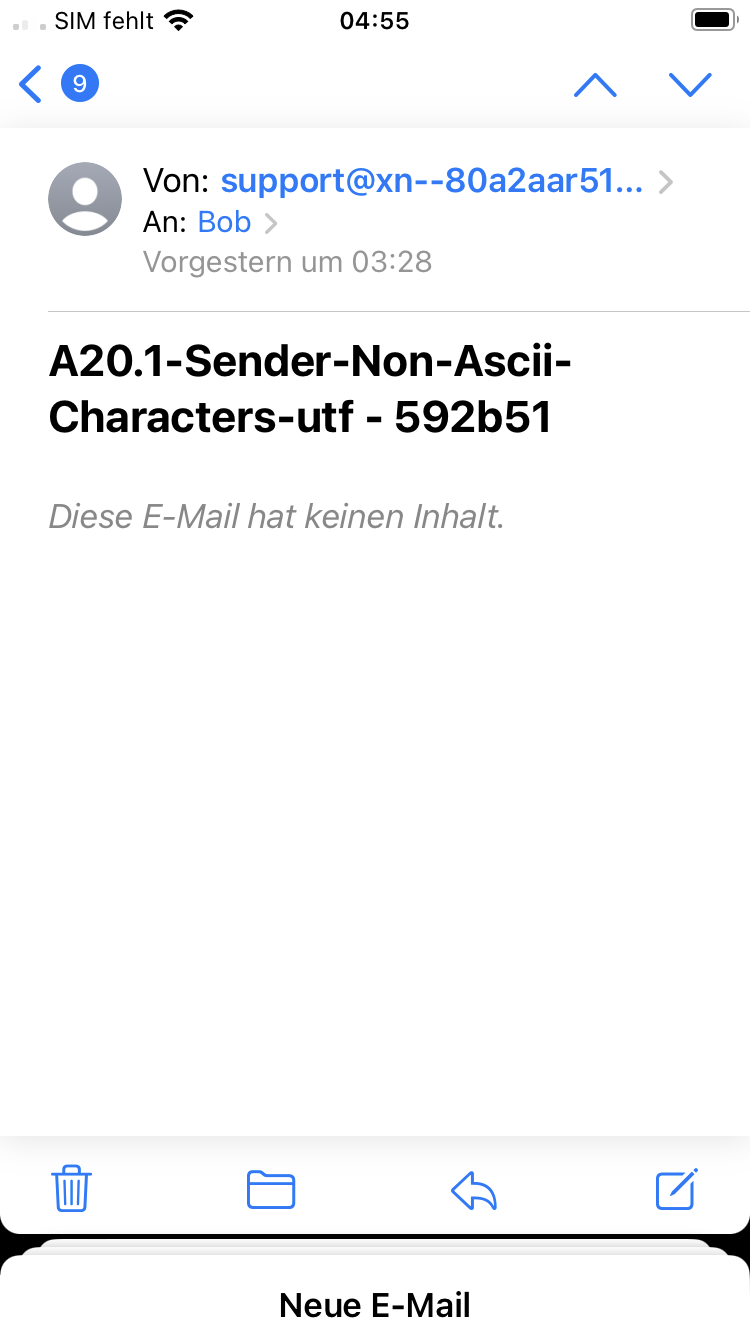 SIM fehlt 04:55
9
Von: support@xn--80a2aar51...
An: Bob
Vorgestern um 03:28
A20.1-Sender-Non-Ascii-
Characters-utf - 592b51
Diese E-Mail hat keinen Inhalt.
Neue E-Mail